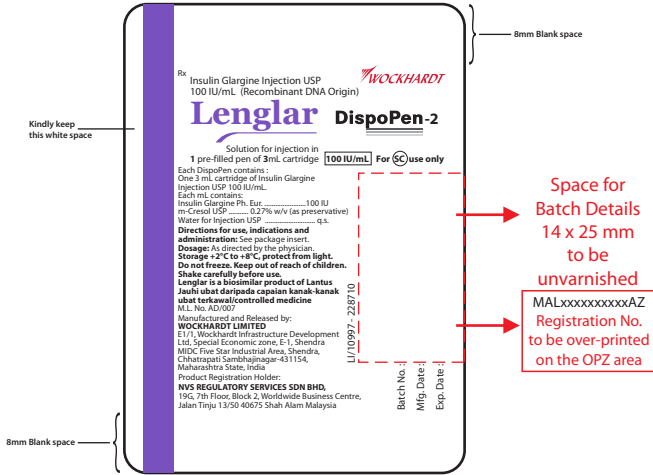 8mm Blank space
Kindly keep
this white space
Rx
Insulin Glargine Injection USP
100 IU/mL (Recombinant DNA Origin)
WOCKHARDT
Lenglar
DispoPen-2
Solution for injection in
1 pre-filled pen of 3mL cartridge
100 IU/mL For SC use only
Each DispoPen contains :
One 3 mL cartridge of Insulin Glargine
Injection USP 100 IU/mL.
Each mL contains:
Insulin Glargine Ph. Eur. ......................100 IU
m-Cresol USP .......... 0.27% w/v (as preservative)
Water for Injection USP .......................... q.s.
Directions for use, indications and
administration: See package insert.
Dosage: As directed by the physician.
Storage +2°C to +8°C, protect from light.
Do not freeze. Keep out of reach of children.
Shake carefully before use.
Lenglar is a biosimilar product of Lantus
Jauhi ubat daripada capaian kanak-kanak
ubat terkawal/controlled medicine
M.L. No. AD/007
Manufactured and Released by:
WOCKHARDT LIMITED
E1/1, Wockhardt Infrastructure Development
Ltd, Special Economic zone, E-1, Shendra
MIDC Five Star Industrial Area, Shendra,
Chhatrapati Sambhajinagar-431154,
Maharashtra State, India
Product Registration Holder:
NVS REGULATORY SERVICES SDN BHD,
19G, 7th Floor, Block 2, Worldwide Business Centre,
Jalan Tinju 13/50 40675 Shah Alam Malaysia
LI/10997 - 228710
Batch No. :
Mfg. Date :
Exp. Date :
Space for
Batch Details
14 x 25 mm
to be
unvarnished
MALxxxxxxxxxxAZ
Registration No.
to be over-printed
on the OPZ area
8mm Blank space